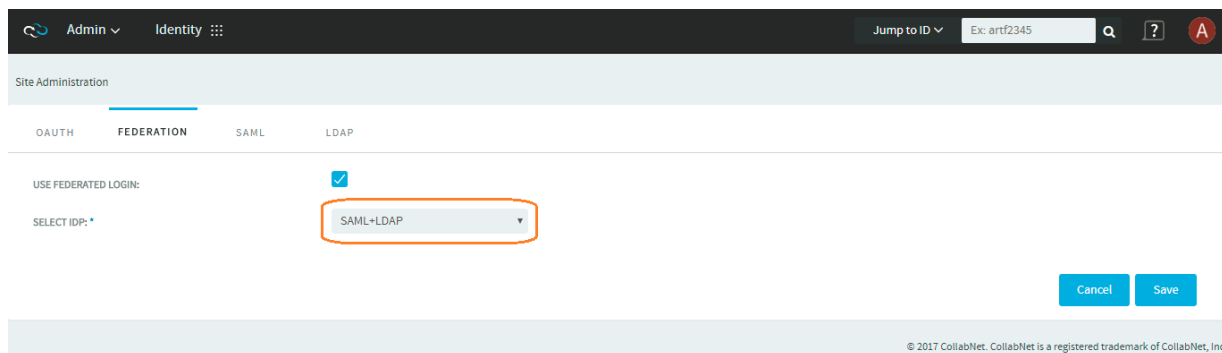 Admin Identity Jump to ID Ex: artf2345 ? A
Site Administration
OAUTH FEDERATION SAML LDAP
USE FEDERATED LOGIN:
SELECT IDP: * SAML+LDAP
Cancel Save
© 2017 CollabNet. CollabNet is a registered trademark of CollabNet, Inc